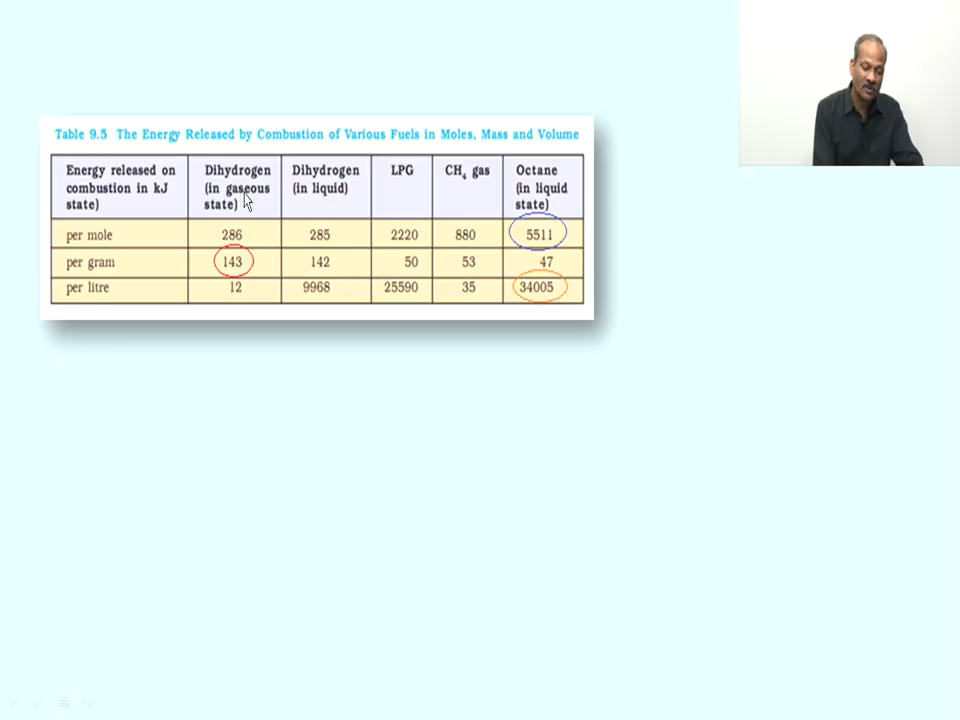 Table 9.5 The Energy Released by Combustion of Various Fuels in Moles, Mass and Volume
Energy released on combustion in kJ state) Dihydrogen (in gaseous state) Dihydrogen (in liquid) LPG CH4 gas Octane (in liquid state)
per mole 286 285 2220 880 5511
per gram 143 142 50 53 47
per litre 12 9968 25590 35 34005